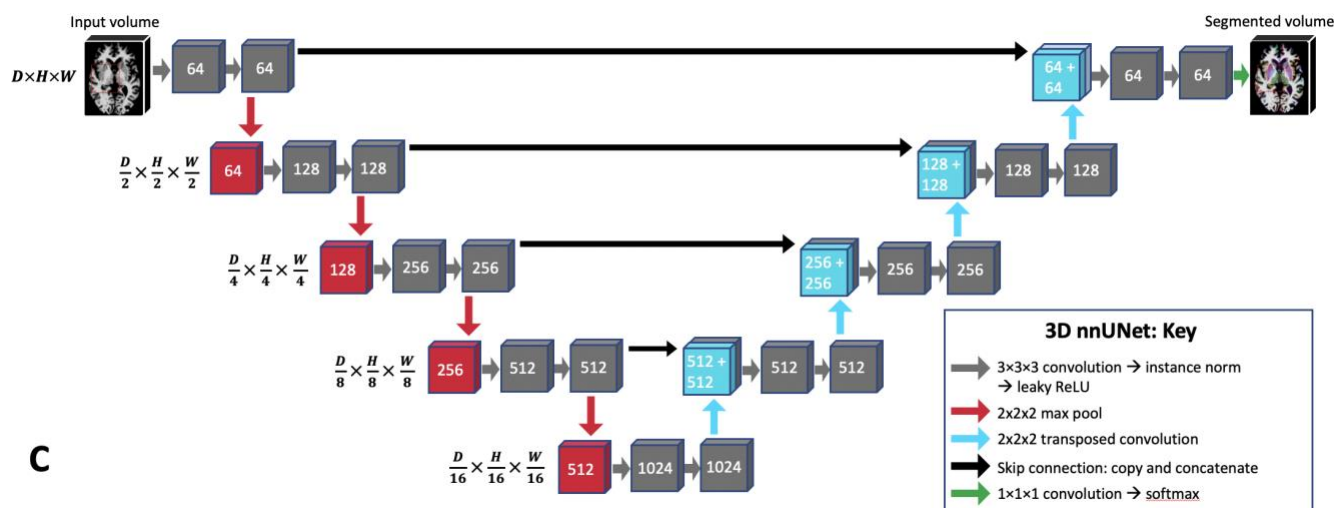 Input volume
Segmented volume
D×H×W
64
64
64 +
64
64
64
D/2 × H/2 × W/2
64
128
128
128 +
128
128
128
D/4 × H/4 × W/4
128
256
256
256 +
256
256
256
D/8 × H/8 × W/8
256
512
512
512 +
512
512
512
D/16 × H/16 × W/16
512
1024
1024
C
3D nnUNet: Key
3×3×3 convolution → instance norm
→ leaky ReLU
2x2x2 max pool
2x2x2 transposed convolution
Skip connection: copy and concatenate
1×1×1 convolution → softmax